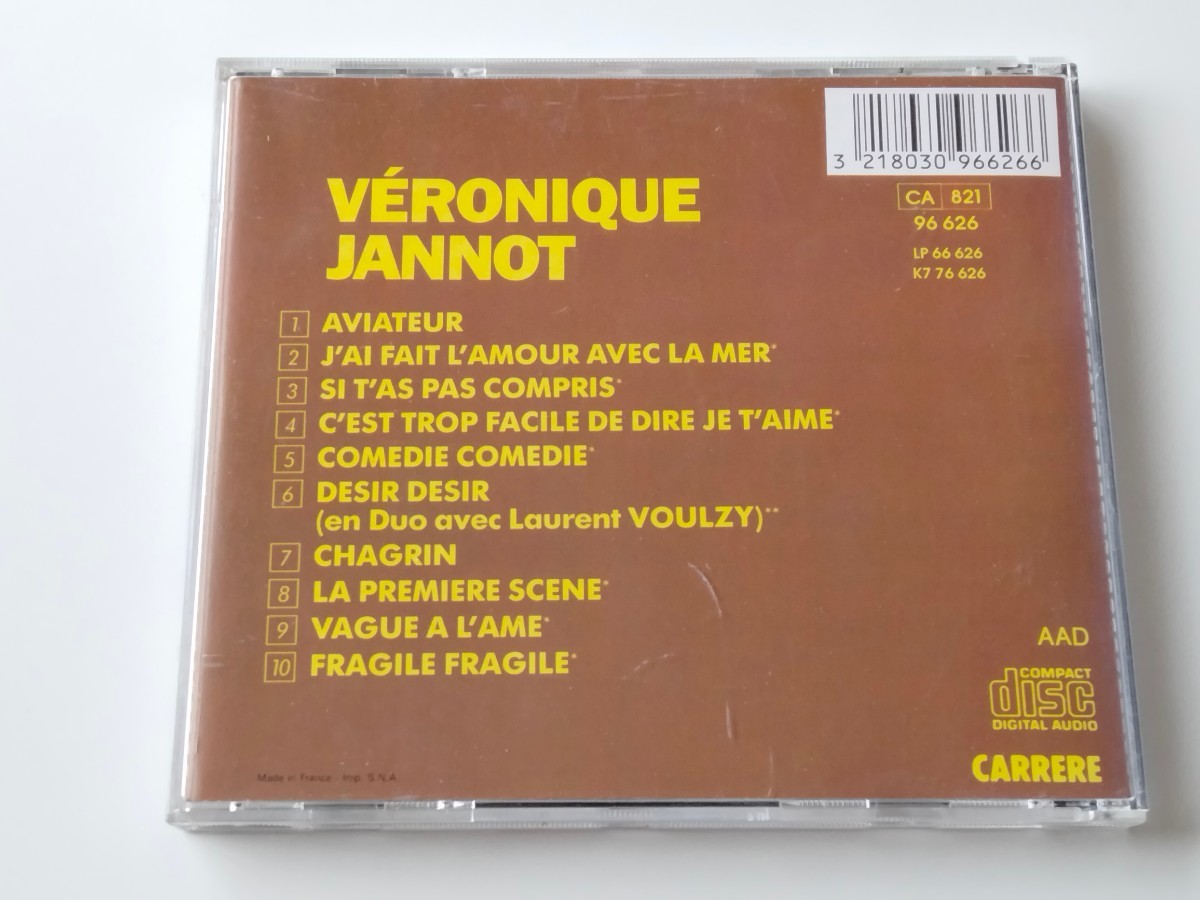 3 218030 966266
CA 821
96 626
LP 66 626
K7 76 626
VÉRONIQUE
JANNOT
1 AVIATEUR
2 J'AI FAIT L'AMOUR AVEC LA MER*
3 SI T'AS PAS COMPRIS*
4 C'EST TROP FACILE DE DIRE JE T'AIME*
5 COMEDIE COMEDIE*
6 DESIR DESIR
(en Duo avec Laurent VOULZY)**
7 CHAGRIN
8 LA PREMIERE SCENE*
9 VAGUE A L'AME*
10 FRAGILE FRAGILE*
AAD
COMPACT
disc
DIGITAL AUDIO
CARRERE
Made in France - Imp. S.N.A.